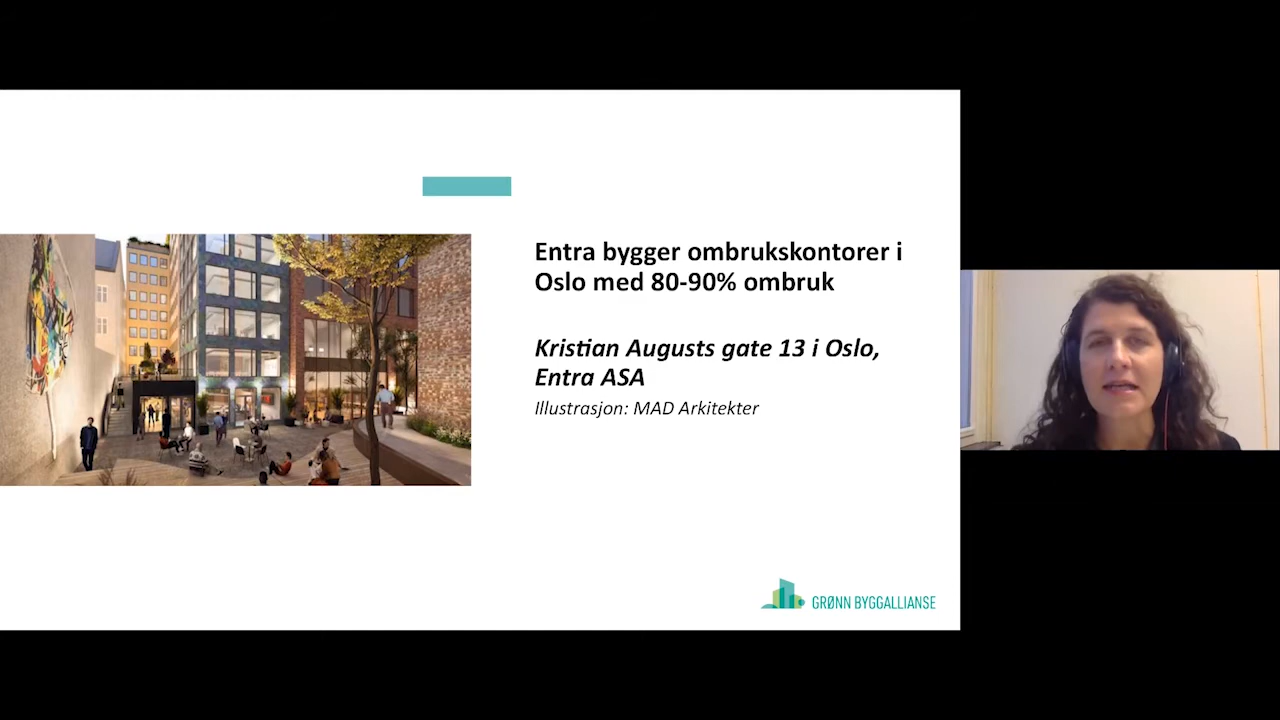 Entra bygger ombrukskontorer i
Oslo med 80-90% ombruk
Kristian Augusts gate 13 i Oslo,
Entra ASA
Illustrasjon: MAD Arkitekter
GRØNN BYGGALLIANSE